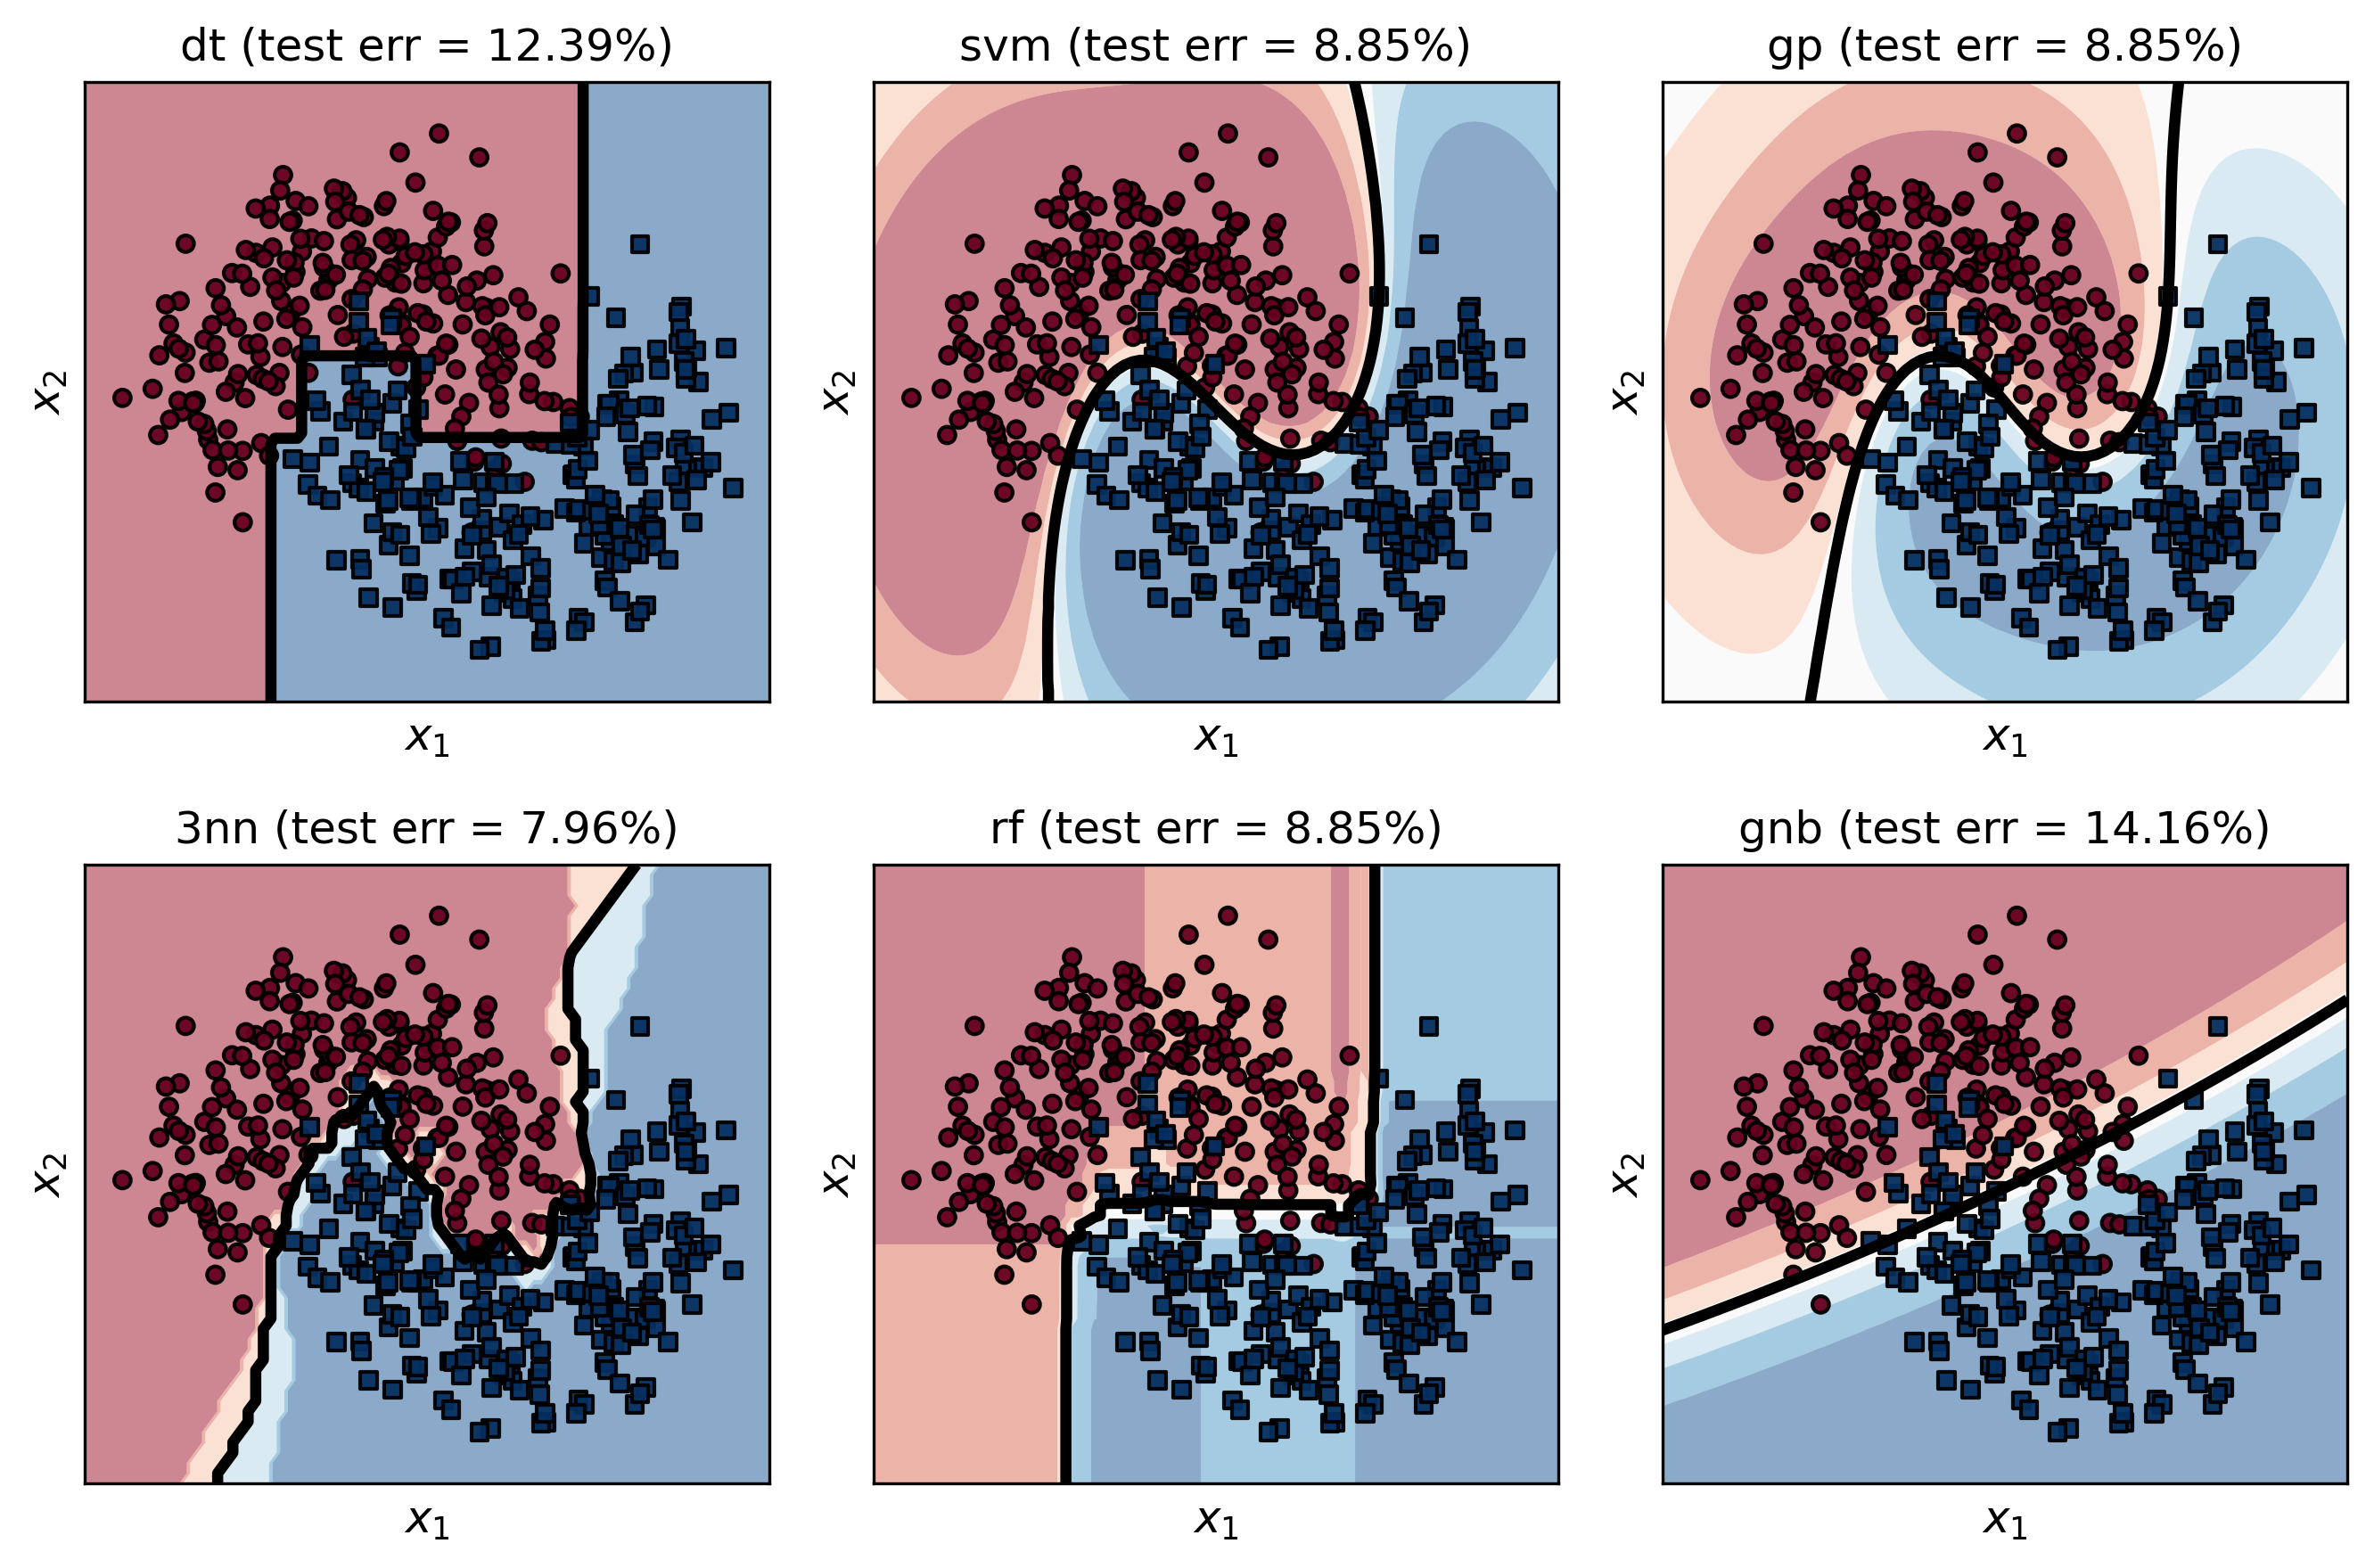 dt (test err = 12.39%)
svm (test err = 8.85%)
gp (test err = 8.85%)
x₂
x₂
x₂
x₁
x₁
x₁
3nn (test err = 7.96%)
rf (test err = 8.85%)
gnb (test err = 14.16%)
x₂
x₂
x₂
x₁
x₁
x₁